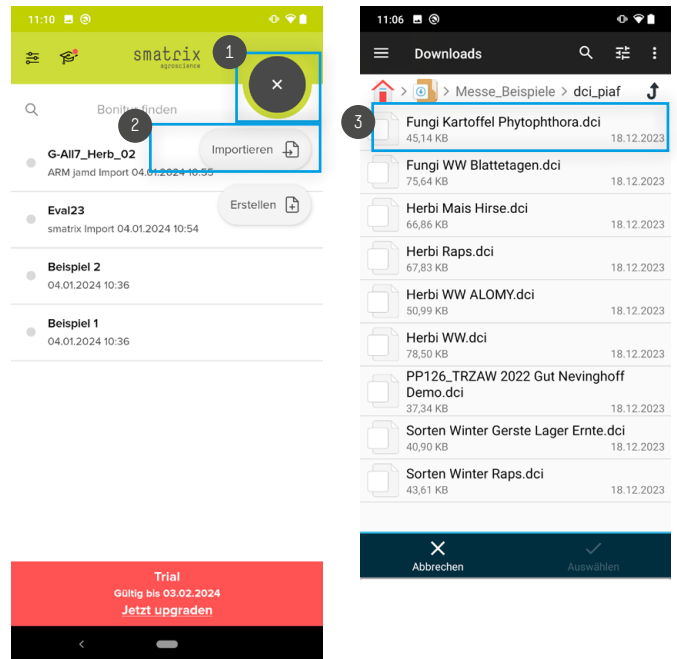 11:10
smatrix
agroscience
1
×
Bonitur finden
2
Importieren
G-All7_Herb_02
ARM jamd Import 04.01.2024 10:55
Erstellen
Eval23
smatrix Import 04.01.2024 10:54
Beispiel 2
04.01.2024 10:36
Beispiel 1
04.01.2024 10:36
Trial
Gültig bis 03.02.2024
Jetzt upgraden
11:06
Downloads
> Messe_Beispiele > dci_piaf
3
Fungi Kartoffel Phytophthora.dci
45,14 KB 18.12.2023
Fungi WW Blattetagen.dci
75,64 KB 18.12.2023
Herbi Mais Hirse.dci
66,86 KB 18.12.2023
Herbi Raps.dci
67,83 KB 18.12.2023
Herbi WW ALOMY.dci
50,99 KB 18.12.2023
Herbi WW.dci
78,50 KB 18.12.2023
PP126_TRZAW 2022 Gut Nevinghoff
Demo.dci
37,34 KB 18.12.2023
Sorten Winter Gerste Lager Ernte.dci
40,90 KB 18.12.2023
Sorten Winter Raps.dci
43,61 KB 18.12.2023
Abbrechen
Auswählen